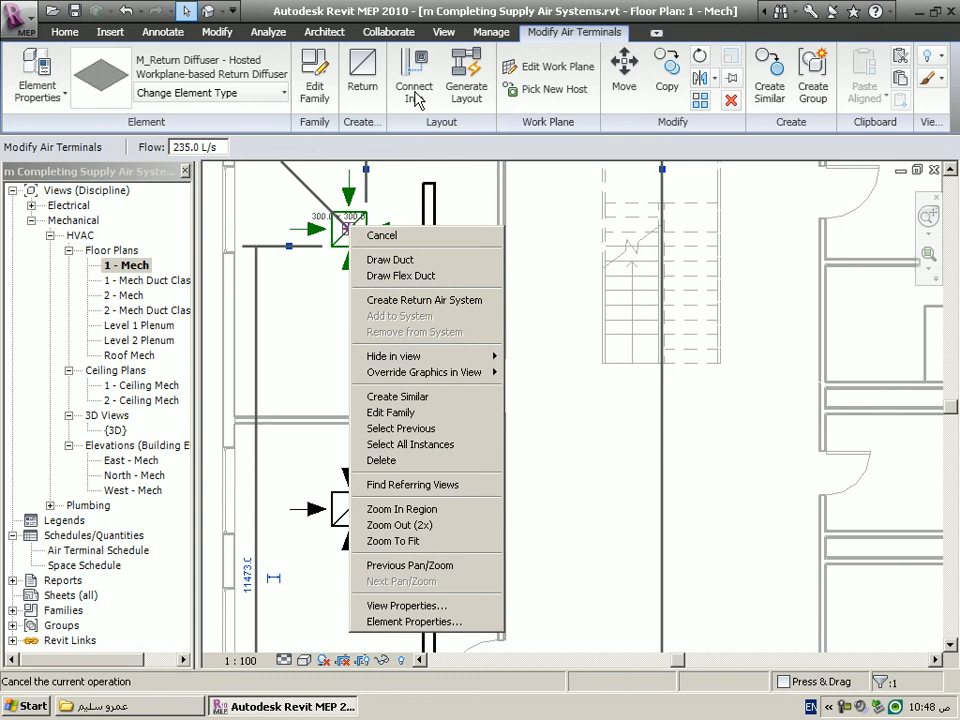 Autodesk Revit MEP 2010 - [m Completing Supply Air Systems.rvt - Floor Plan: 1 - Mech]
Home Insert Annotate Modify Analyze Architect Collaborate View Manage Modify Air Terminals
Element Properties
M_Return Diffuser - Hosted
Workplane-based Return Diffuser
Change Element Type
Edit Family
Return
Connect In
Generate Layout
Edit Work Plane
Pick New Host
Move
Copy
Create Similar
Create Group
Paste Aligned
Element Family Create... Layout Work Plane Modify Create Clipboard View...
Modify Air Terminals Flow: 235.0 L/s
m Completing Supply Air Syste...
Views (Discipline)
Electrical
Mechanical
HVAC
Floor Plans
1 - Mech
1 - Mech Duct Clas
2 - Mech
2 - Mech Duct Clas
Level 1 Plenum
Level 2 Plenum
Roof Mech
Ceiling Plans
1 - Ceiling Mech
2 - Ceiling Mech
3D Views
{3D}
Elevations (Building E
East - Mech
North - Mech
West - Mech
Plumbing
Legends
Schedules/Quantities
Air Terminal Schedule
Space Schedule
Reports
Sheets (all)
Families
Groups
Revit Links
Cancel
Draw Duct
Draw Flex Duct
Create Return Air System
Add to System
Remove from System
Hide in view
Override Graphics in View
Create Similar
Edit Family
Select Previous
Select All Instances
Delete
Find Referring Views
Zoom In Region
Zoom Out (2x)
Zoom To Fit
Previous Pan/Zoom
Next Pan/Zoom
View Properties...
Element Properties...
11473.0
1 : 100
Cancel the current operation
Press & Drag :1
Start عمرو سليم Autodesk Revit MEP 2... EN 10:48 ص